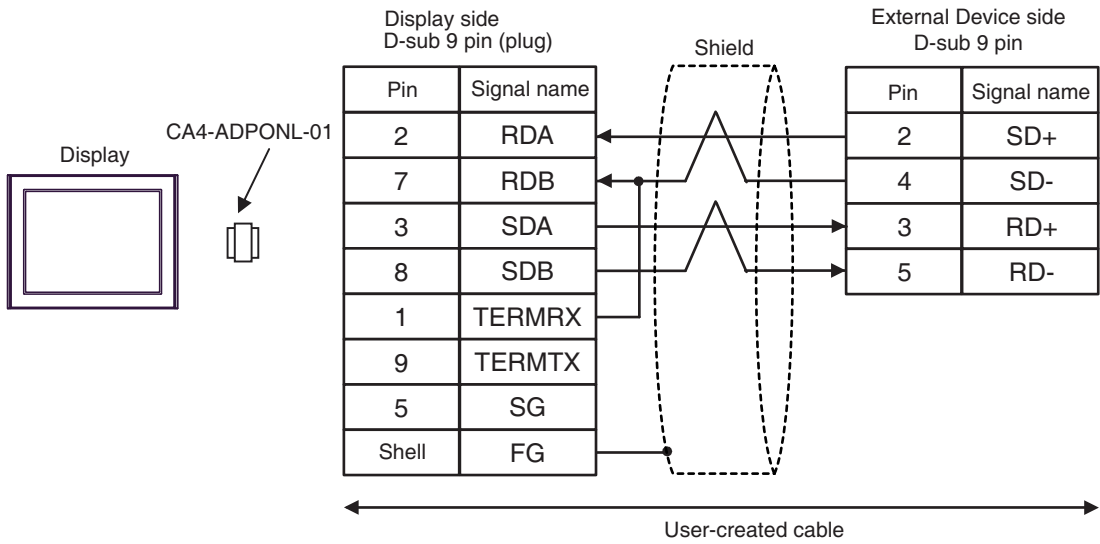 Display side
D-sub 9 pin (plug)
Shield
External Device side
D-sub 9 pin
CA4-ADPONL-01
Display
Pin Signal name
2 RDA
7 RDB
3 SDA
8 SDB
1 TERMRX
9 TERMTX
5 SG
Shell FG
Pin Signal name
2 SD+
4 SD-
3 RD+
5 RD-
User-created cable